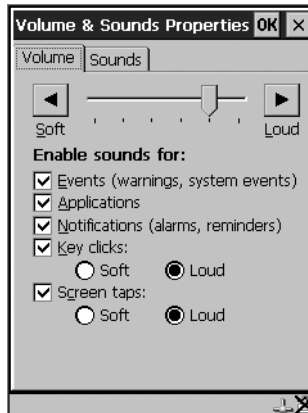 Volume & Sounds Properties OK ×
Volume Sounds
Soft Loud
Enable sounds for:
Events (warnings, system events)
Applications
Notifications (alarms, reminders)
Key clicks:
Soft Loud
Screen taps:
Soft Loud